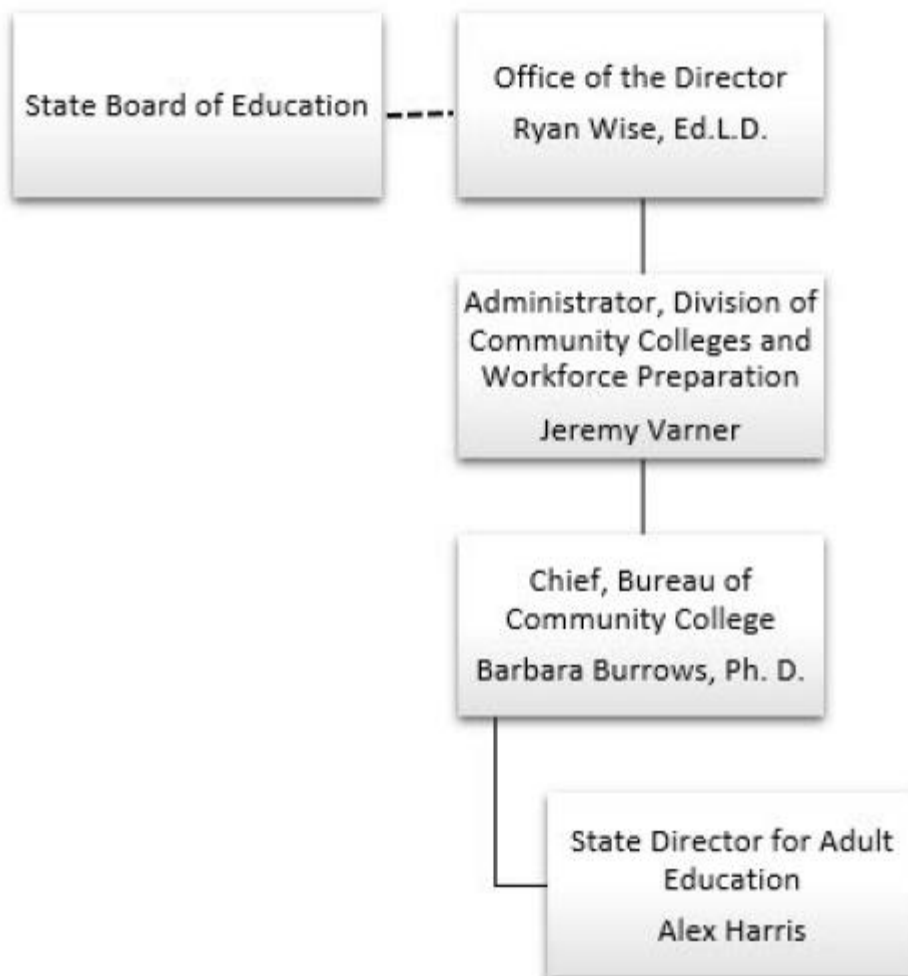 State Board of Education
Office of the Director
Ryan Wise, Ed.L.D.
Administrator, Division of
Community Colleges and
Workforce Preparation
Jeremy Varner
Chief, Bureau of
Community College
Barbara Burrows, Ph. D.
State Director for Adult
Education
Alex Harris